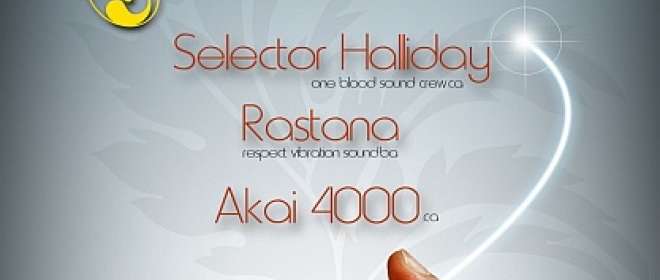 Selector Halliday
one blood sound crew ca
Rastana
respect vibration sound ba
Akai 4000 ca